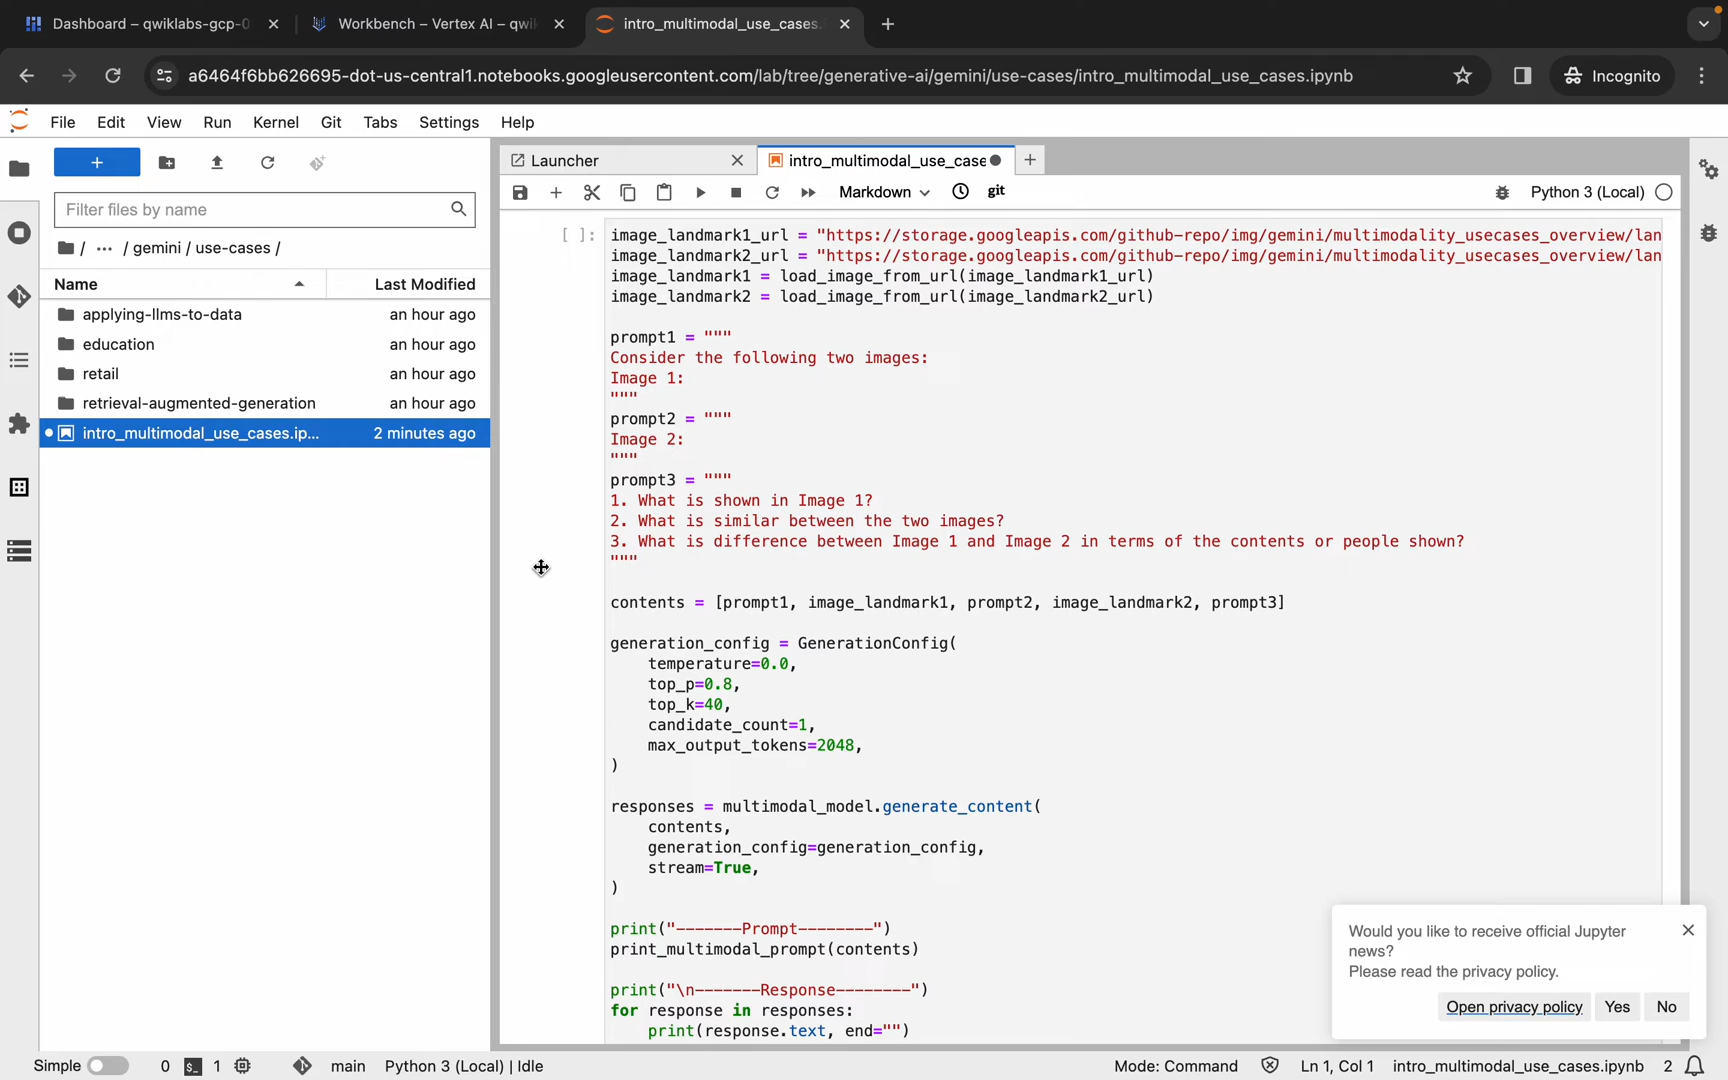 Dashboard – qwiklabs-gcp-0
Workbench – Vertex AI – qwik
intro_multimodal_use_cases.
a6464f6bb626695-dot-us-central1.notebooks.googleusercontent.com/lab/tree/generative-ai/gemini/use-cases/intro_multimodal_use_cases.ipynb
Incognito
File Edit View Run Kernel Git Tabs Settings Help
Launcher
intro_multimodal_use_case
Markdown
git
Python 3 (Local)
Filter files by name
/ ··· / gemini / use-cases /
Name Last Modified
applying-llms-to-data an hour ago
education an hour ago
retail an hour ago
retrieval-augmented-generation an hour ago
intro_multimodal_use_cases.ip... 2 minutes ago
[ ]:
image_landmark1_url = "https://storage.googleapis.com/github-repo/img/gemini/multimodality_usecases_overview/lan
image_landmark2_url = "https://storage.googleapis.com/github-repo/img/gemini/multimodality_usecases_overview/lan
image_landmark1 = load_image_from_url(image_landmark1_url)
image_landmark2 = load_image_from_url(image_landmark2_url)
prompt1 = """
Consider the following two images:
Image 1:
"""
prompt2 = """
Image 2:
"""
prompt3 = """
1. What is shown in Image 1?
2. What is similar between the two images?
3. What is difference between Image 1 and Image 2 in terms of the contents or people shown?
"""
contents = [prompt1, image_landmark1, prompt2, image_landmark2, prompt3]
generation_config = GenerationConfig(
temperature=0.0,
top_p=0.8,
top_k=40,
candidate_count=1,
max_output_tokens=2048,
)
responses = multimodal_model.generate_content(
contents,
generation_config=generation_config,
stream=True,
)
print("-------Prompt--------")
print_multimodal_prompt(contents)
print("\n-------Response--------")
for response in responses:
print(response.text, end="")
Would you like to receive official Jupyter
news?
Please read the privacy policy.
Open privacy policy Yes No
Simple 0 1 main Python 3 (Local) | Idle Mode: Command Ln 1, Col 1 intro_multimodal_use_cases.ipynb 2